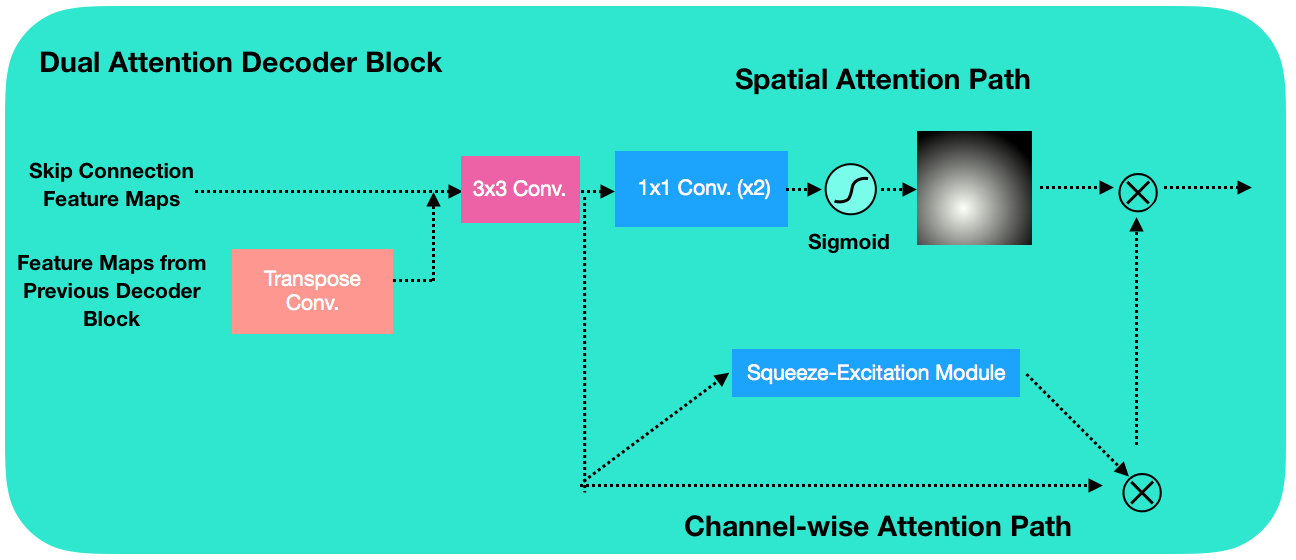 Dual Attention Decoder Block
Spatial Attention Path
Skip Connection
Feature Maps
3x3 Conv.
1x1 Conv. (x2)
Sigmoid
Feature Maps from
Previous Decoder
Block
Transpose
Conv.
Squeeze-Excitation Module
Channel-wise Attention Path